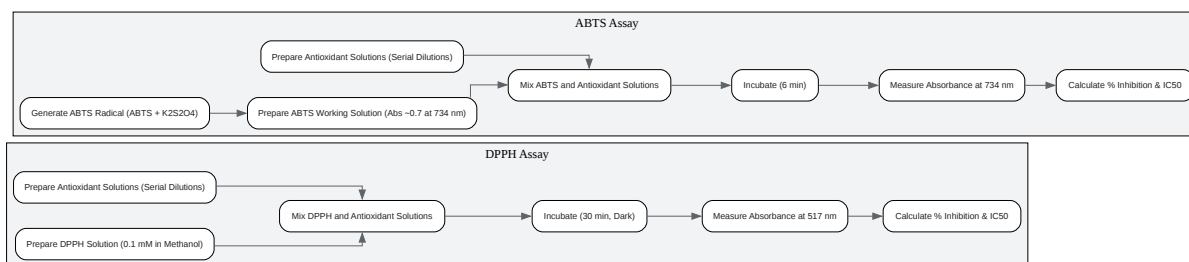 ABTS Assay
Prepare Antioxidant Solutions (Serial Dilutions)
Generate ABTS Radical (ABTS + K2S2O4)
Prepare ABTS Working Solution (Abs ~0.7 at 734 nm)
Mix ABTS and Antioxidant Solutions
Incubate (6 min)
Measure Absorbance at 734 nm
Calculate % Inhibition & IC50
DPPH Assay
Prepare Antioxidant Solutions (Serial Dilutions)
Prepare DPPH Solution (0.1 mM in Methanol)
Mix DPPH and Antioxidant Solutions
Incubate (30 min, Dark)
Measure Absorbance at 517 nm
Calculate % Inhibition & IC50